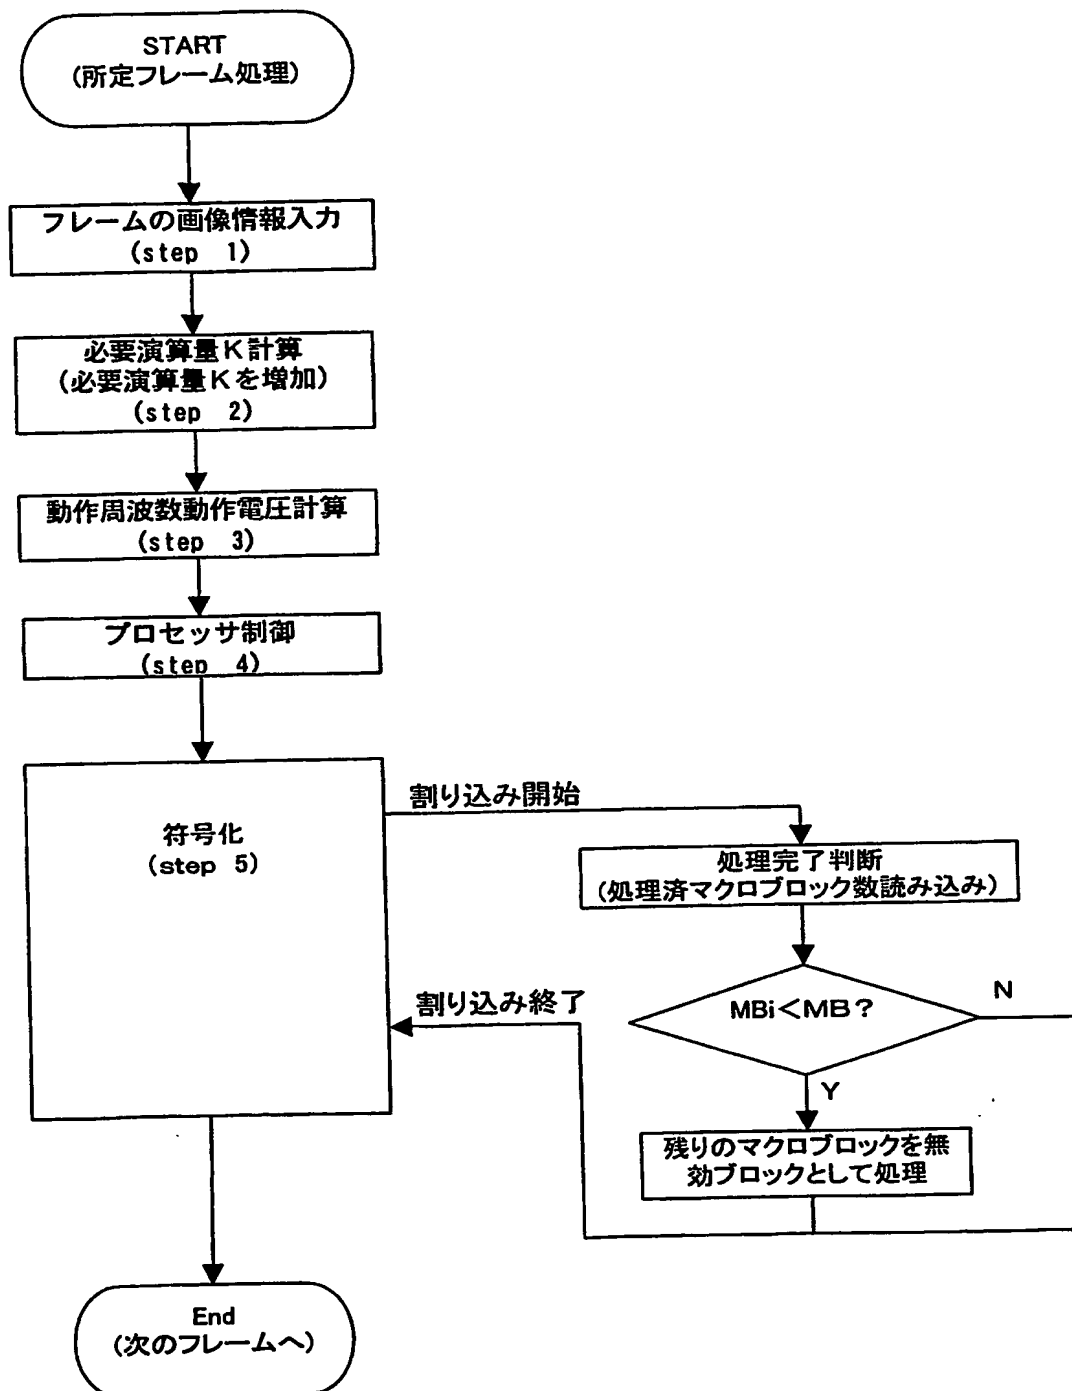 START
(所定フレーム処理)
フレームの画像情報入力
(step 1)
必要演算量K計算
(必要演算量Kを増加)
(step 2)
動作周波数動作電圧計算
(step 3)
プロセッサ制御
(step 4)
符号化
(step 5)
割り込み開始
処理完了判断
(処理済マクロブロック数読み込み)
MBi<MB?
N
Y
残りのマクロブロックを無
効ブロックとして処理
割り込み終了
End
(次のフレームへ)